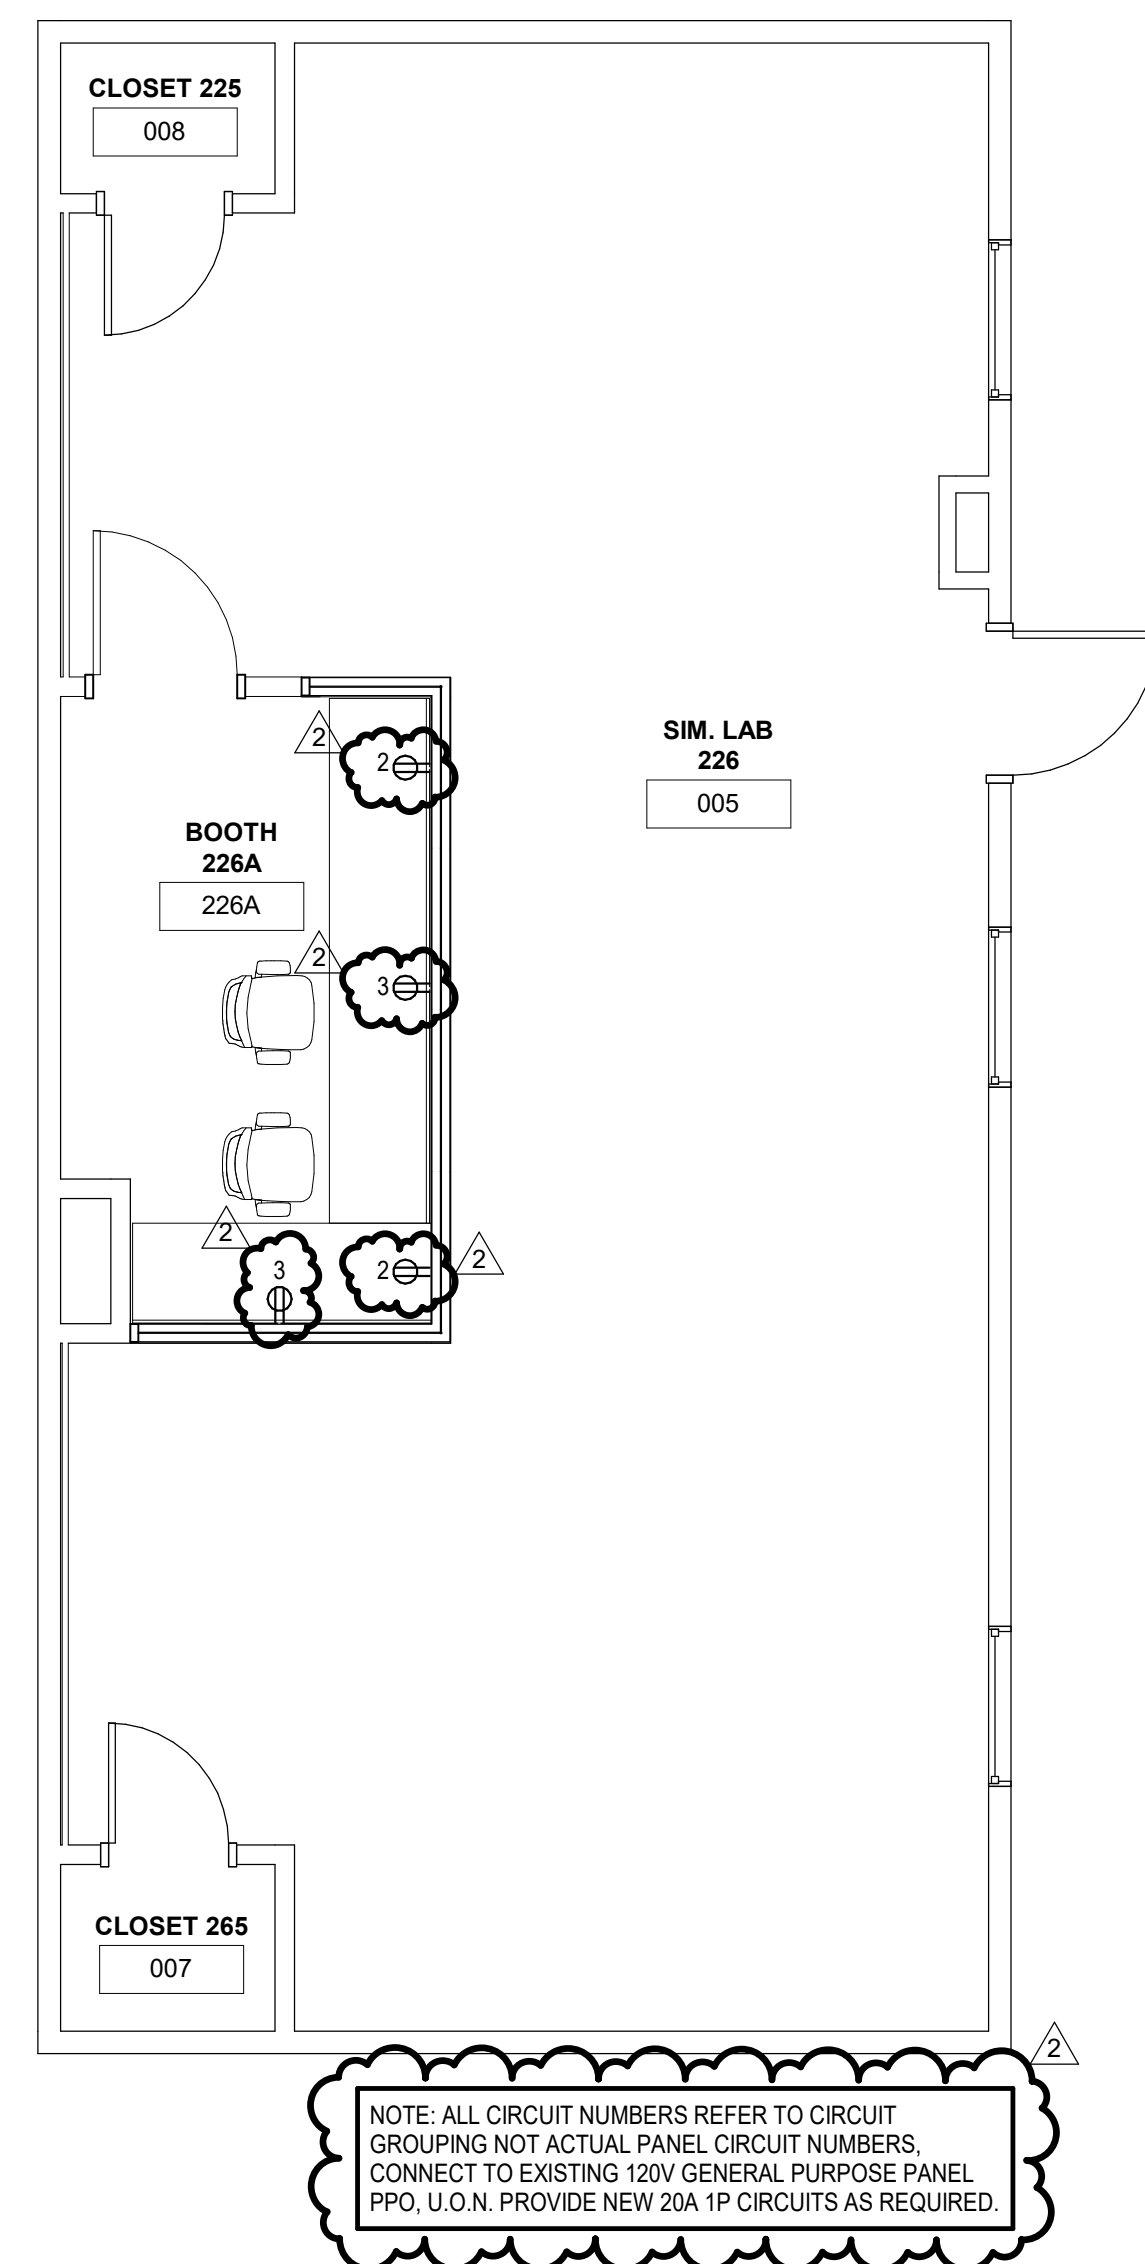 CLOSET 225
008
SIM. LAB
226
005
2
2
BOOTH
226A
226A
2
3
2
3
2
2
CLOSET 265
007
2
NOTE: ALL CIRCUIT NUMBERS REFER TO CIRCUIT
GROUPING NOT ACTUAL PANEL CIRCUIT NUMBERS,
CONNECT TO EXISTING 120V GENERAL PURPOSE PANEL
PPO, U.O.N. PROVIDE NEW 20A 1P CIRCUITS AS REQUIRED.